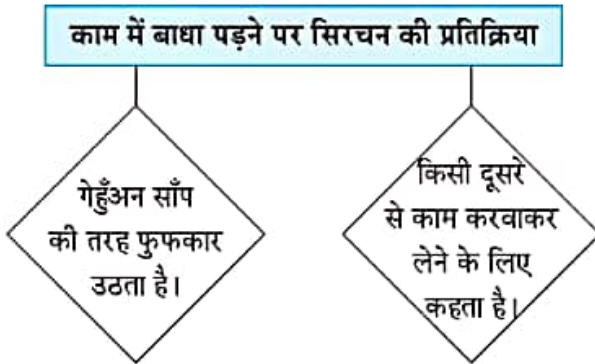 काम में बाधा पड़ने पर सिरचन की प्रतिक्रिया
गेहुँअन साँप
की तरह फुफकार
उठता है।
किसी दूसरे
से काम करवाकर
लेने के लिए
कहता है।